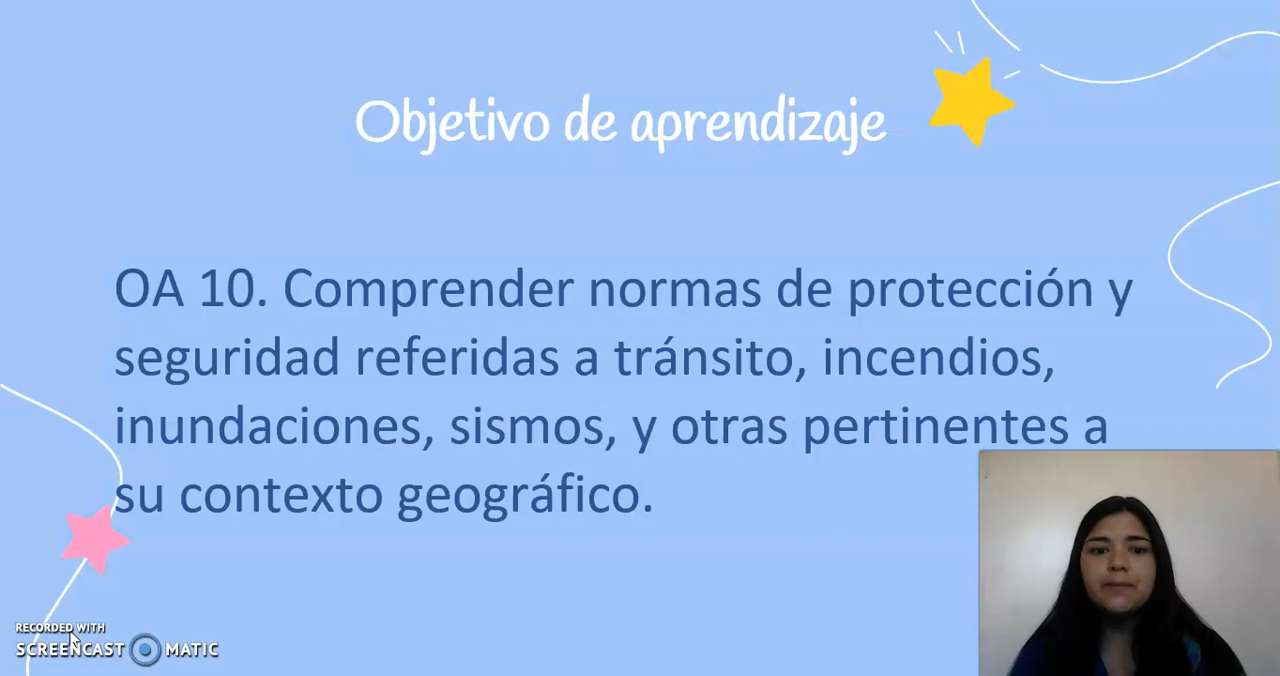 Objetivo de aprendizaje
OA 10. Comprender normas de protección y
seguridad referidas a tránsito, incendios,
inundaciones, sismos, y otras pertinentes a
su contexto geográfico.
RECORDED WITH
SCREENCAST MATIC